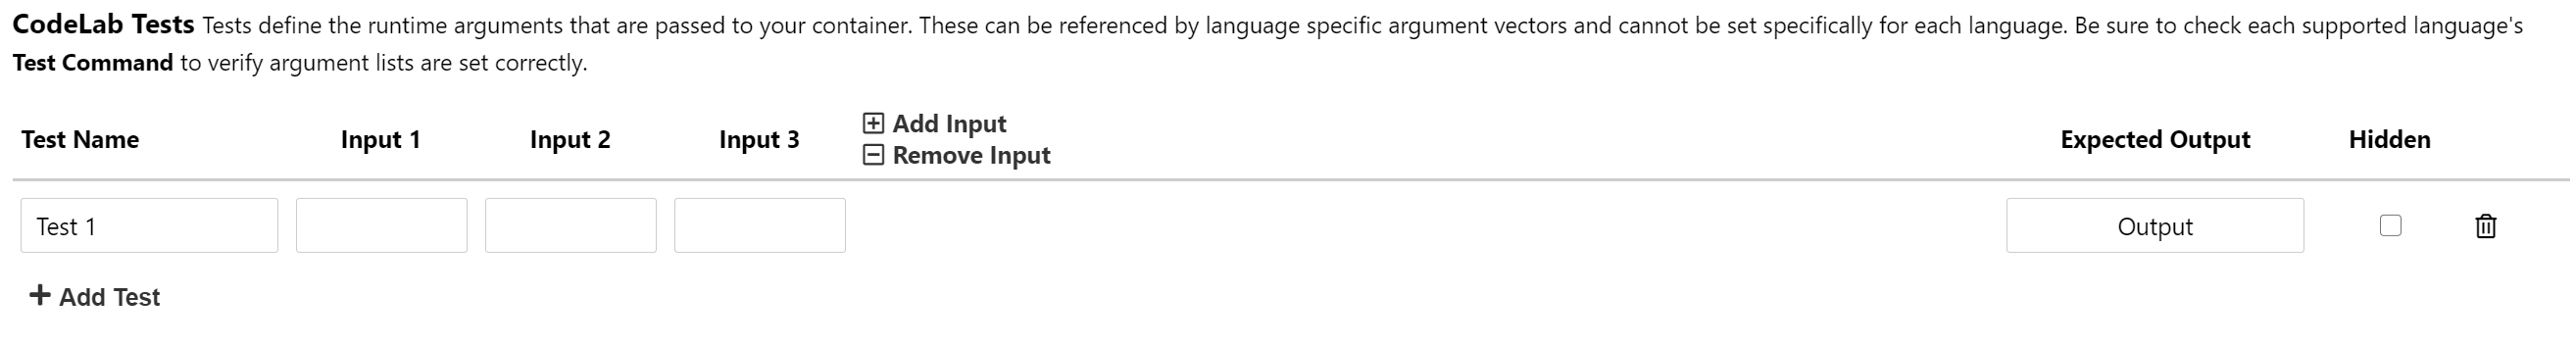 CodeLab Tests Tests define the runtime arguments that are passed to your container. These can be referenced by language specific argument vectors and cannot be set specifically for each language. Be sure to check each supported language's
Test Command to verify argument lists are set correctly.
Test Name Input 1 Input 2 Input 3 Add Input Expected Output Hidden
Remove Input
Test 1 Output
Add Test